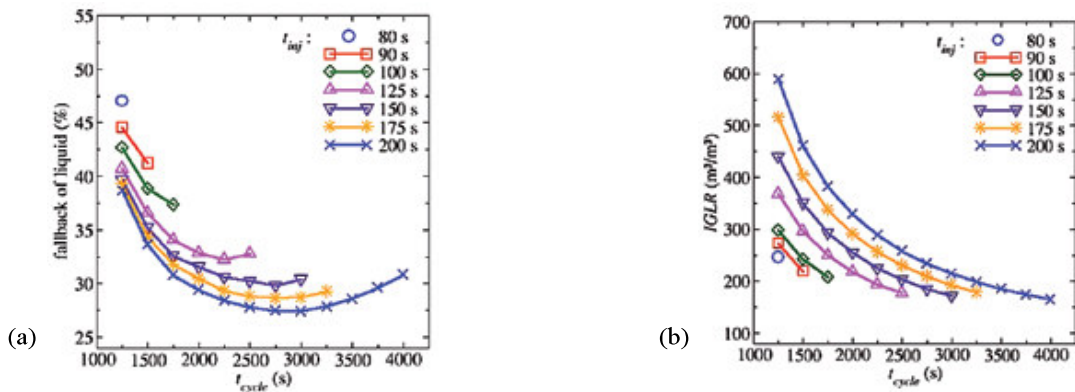 (a)
fallback of liquid (%)
55
50
45
40
35
30
25
1000 1500 2000 2500 3000 3500 4000
t_cycle (s)
t_inj : 80 s
90 s
100 s
125 s
150 s
175 s
200 s
(b)
IGLR (m³/m³)
700
600
500
400
300
200
100
1000 1500 2000 2500 3000 3500 4000
t_cycle (s)
t_inj : 80 s
90 s
100 s
125 s
150 s
175 s
200 s